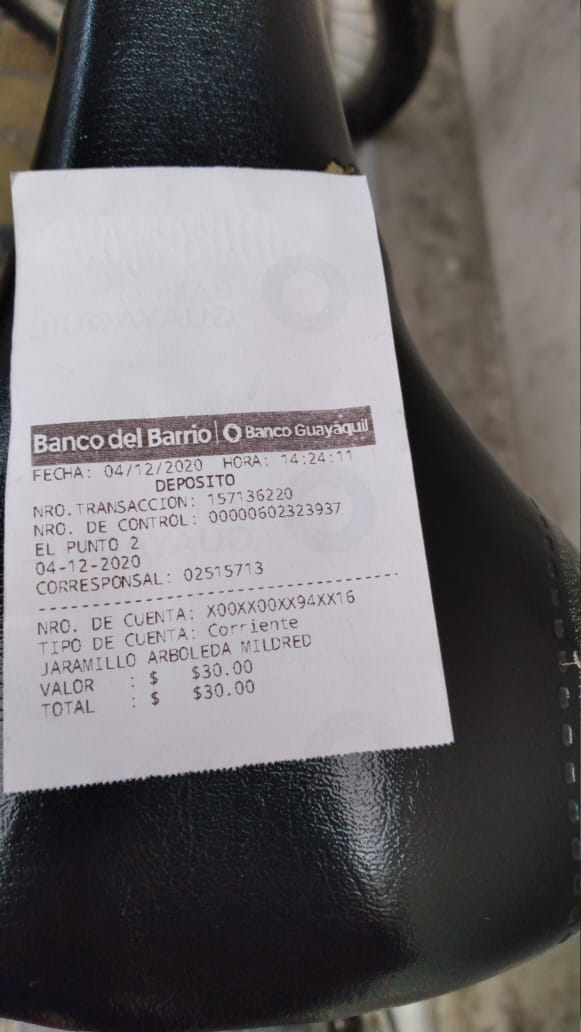 Banco del Barrio | Banco Guayaquil
FECHA: 04/12/2020 HORA: 14:24:11
DEPOSITO
NRO.TRANSACCION: 157136220
NRO. DE CONTROL: 00000602323937
EL PUNTO 2
04-12-2020
CORRESPONSAL: 02515713
NRO. DE CUENTA: X00XX00XX94XX16
TIPO DE CUENTA: Corriente
JARAMILLO ARBOLEDA MILDRED
VALOR : $ $30.00
TOTAL : $ $30.00